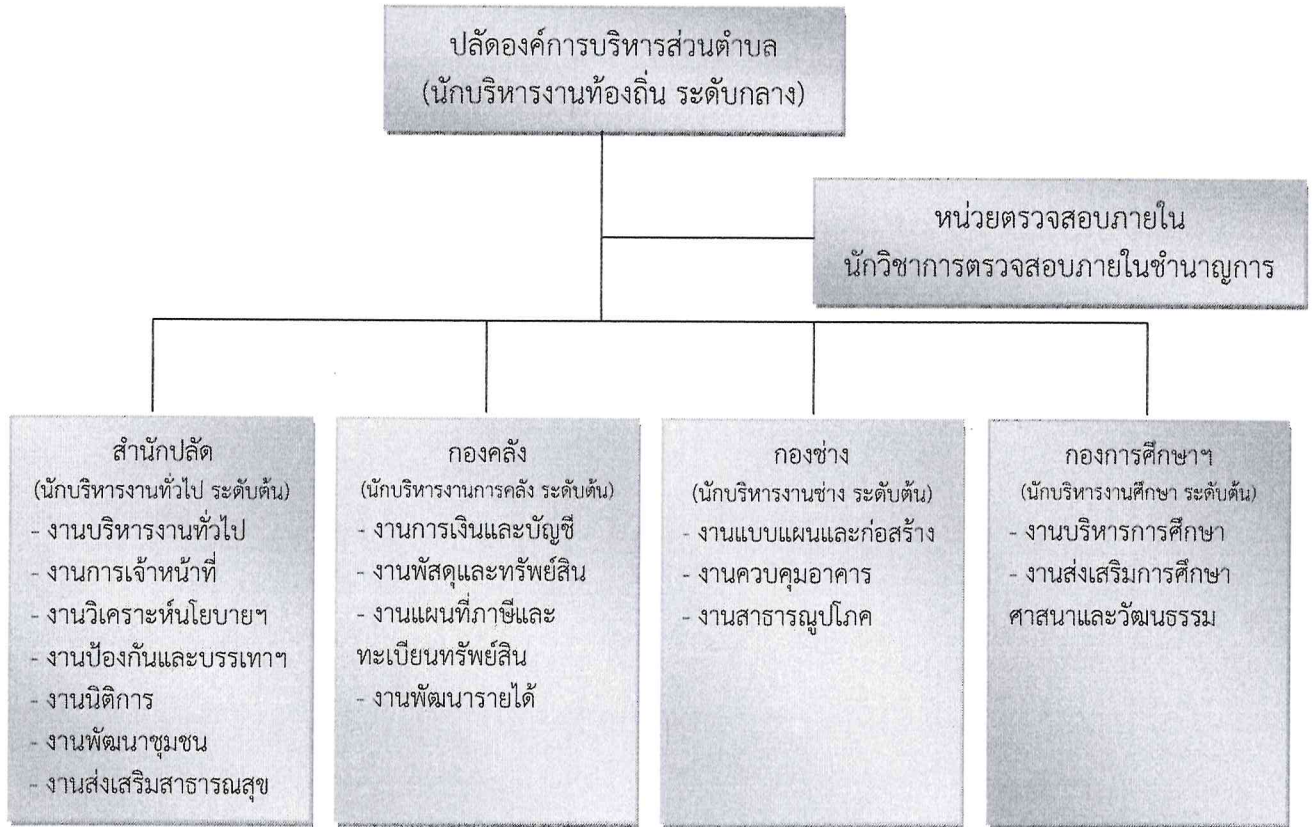 ปลัดองค์การบริหารส่วนตำบล
(นักบริหารงานท้องถิ่น ระดับกลาง)
หน่วยตรวจสอบภายใน
นักวิชาการตรวจสอบภายในชำนาญการ
สำนักปลัด
(นักบริหารงานทั่วไป ระดับต้น)
- งานบริหารงานทั่วไป
- งานการเจ้าหน้าที่
- งานวิเคราะห์นโยบายฯ
- งานป้องกันและบรรเทาฯ
- งานนิติการ
- งานพัฒนาชุมชน
- งานส่งเสริมสาธารณสุข
กองคลัง
(นักบริหารงานการคลัง ระดับต้น)
- งานการเงินและบัญชี
- งานพัสดุและทรัพย์สิน
- งานแผนที่ภาษีและ
ทะเบียนทรัพย์สิน
- งานพัฒนารายได้
กองช่าง
(นักบริหารงานช่าง ระดับต้น)
- งานแบบแผนและก่อสร้าง
- งานควบคุมอาคาร
- งานสาธารณูปโภค
กองการศึกษาฯ
(นักบริหารงานศึกษา ระดับต้น)
- งานบริหารการศึกษา
- งานส่งเสริมการศึกษา
ศาสนาและวัฒนธรรม